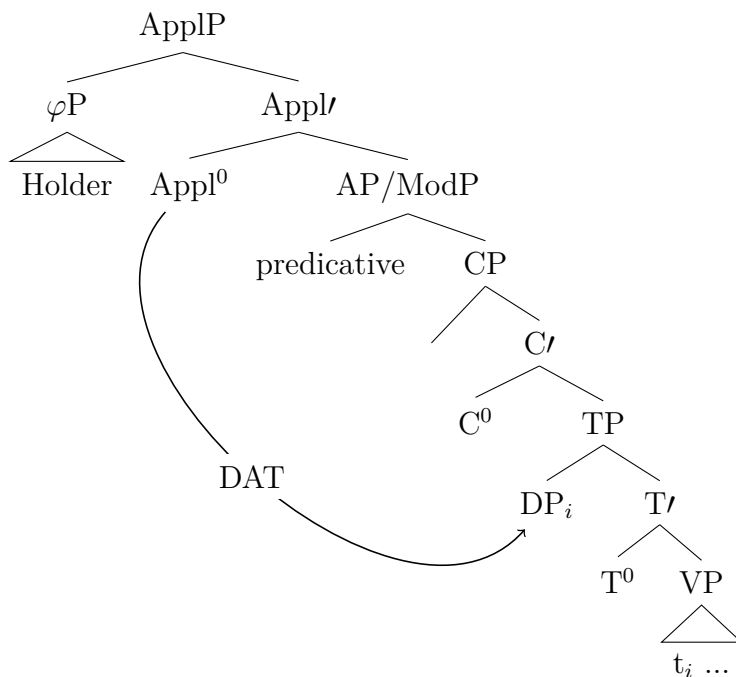 ApplP
φP Appl′
Holder Appl⁰ AP/ModP
predicative CP
C′
C⁰ TP
DAT
DPᵢ T′
T⁰ VP
tᵢ ...